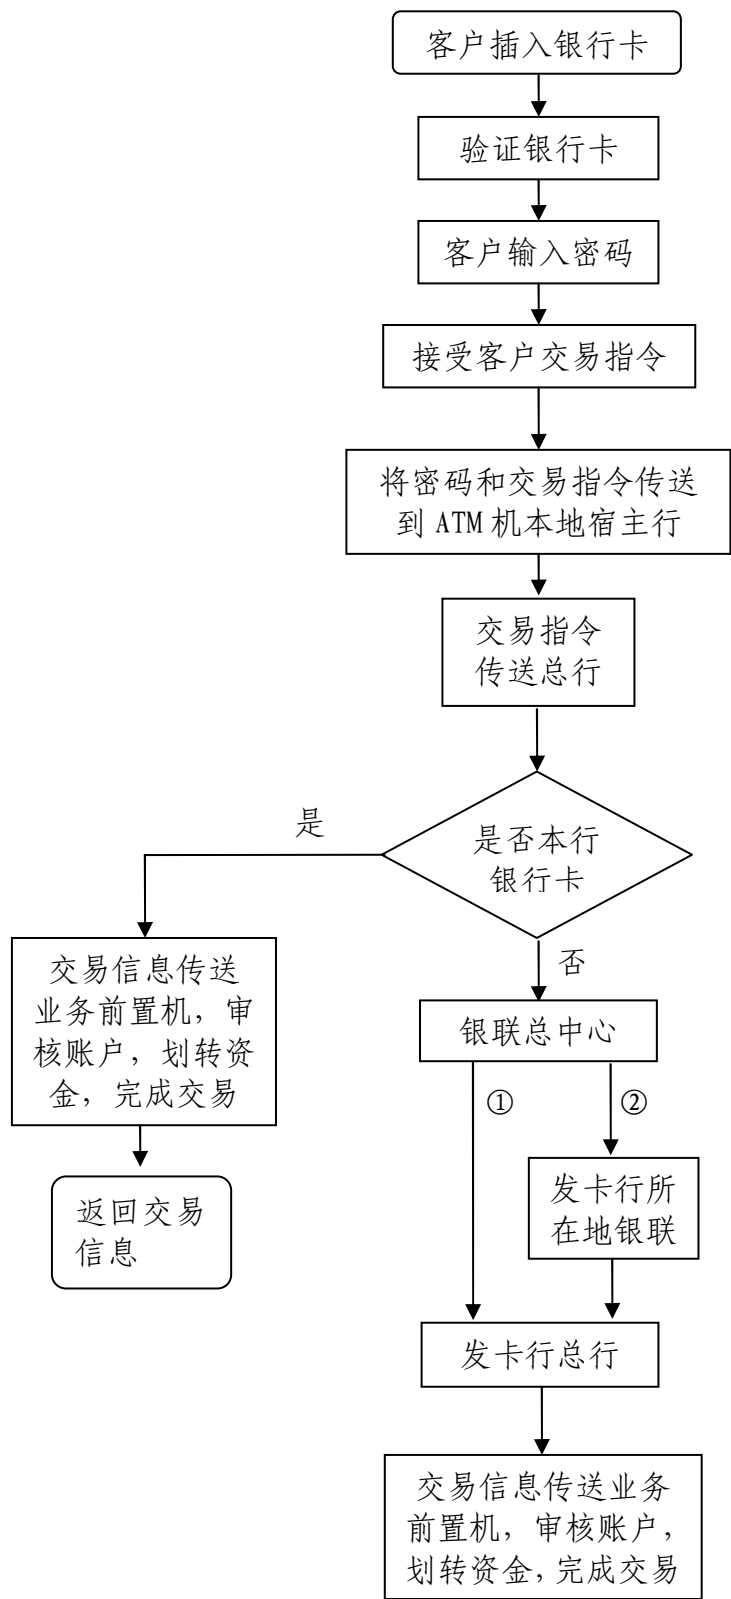 客户插入银行卡
验证银行卡
客户输入密码
接受客户交易指令
将密码和交易指令传送
到 ATM 机本地宿主行
交易指令
传送总行
是
是否本行
银行卡
否
交易信息传送
业务前置机，审
核账户，划转资
金，完成交易
银联总中心
①
②
返回交易
信息
发卡行所
在地银联
发卡行总行
交易信息传送业务
前置机，审核账户，
划转资金，完成交易